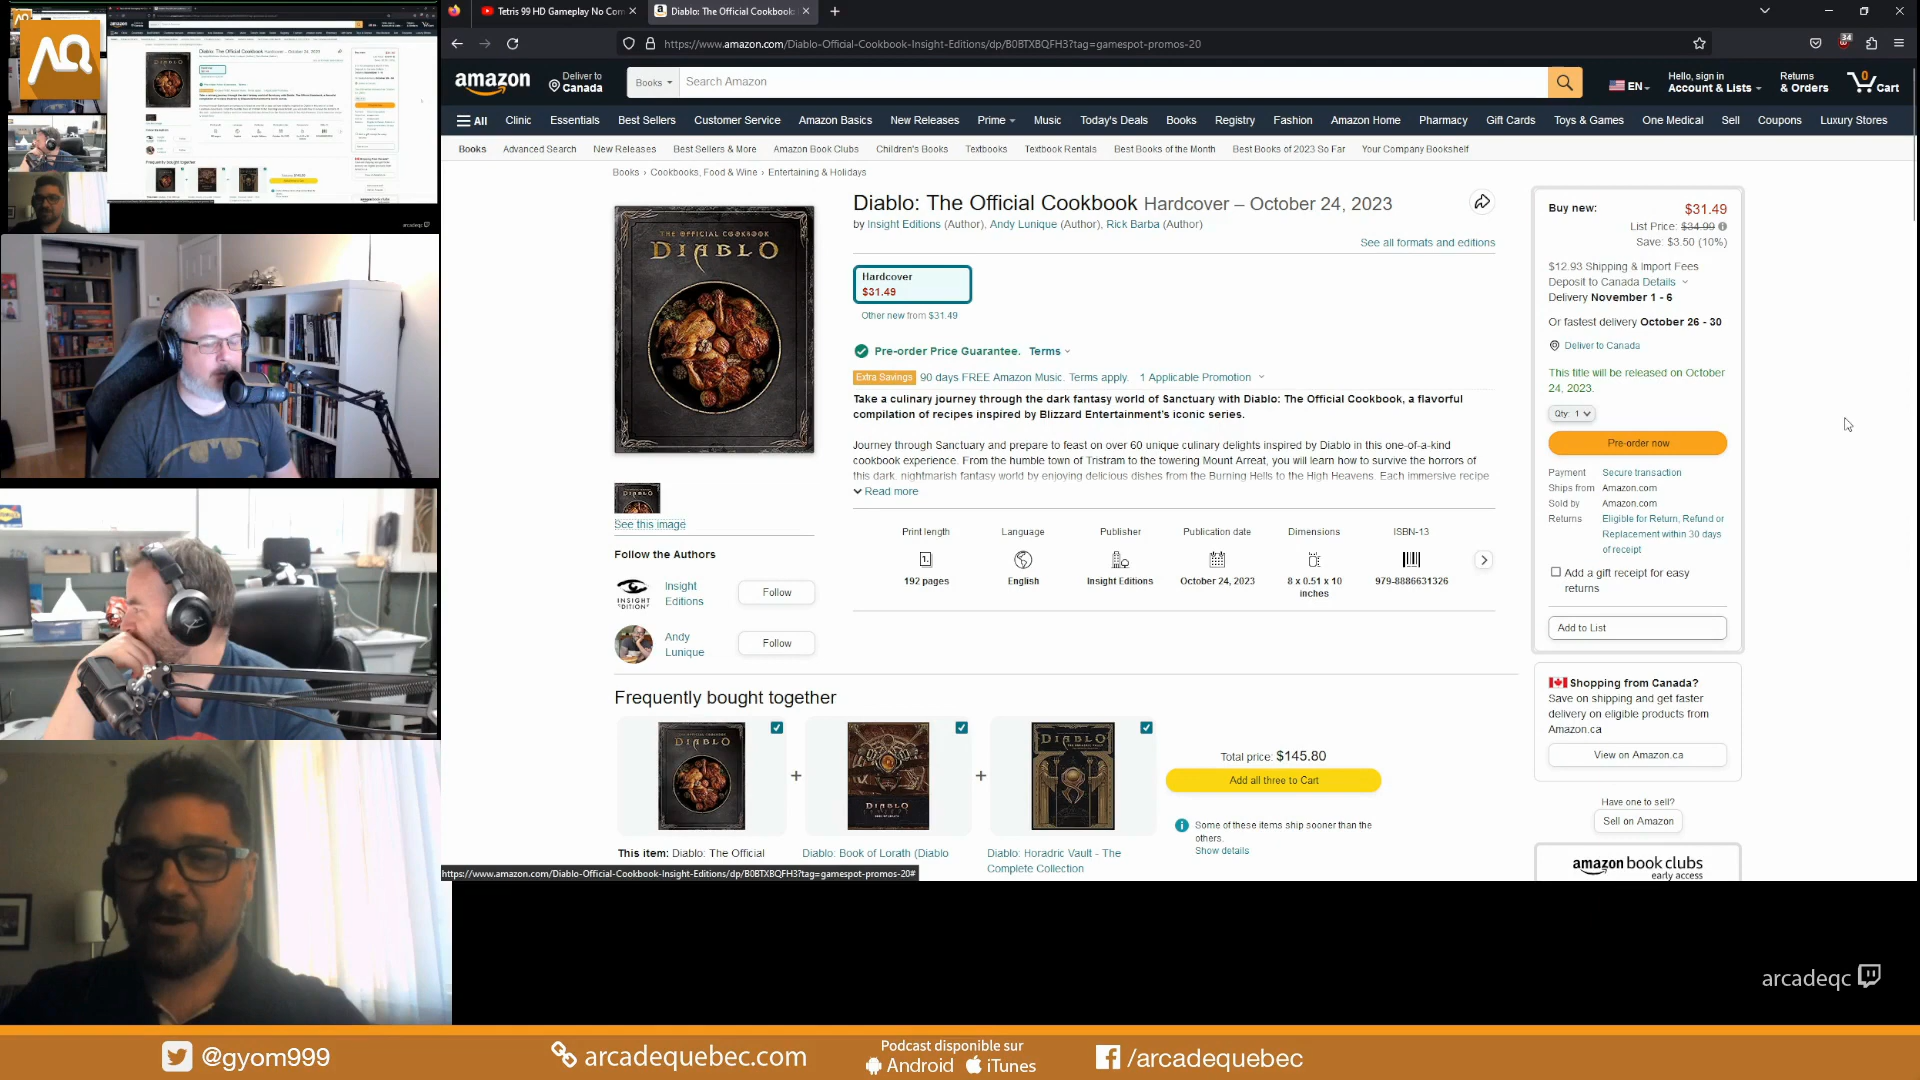 AQ
Tetris 99 HD Gameplay No Com
Diablo: The Official Cookbook:
https://www.amazon.com/Diablo-Official-Cookbook-Insight-Editions/dp/B0BTXBQFH3?tag=gamespot-promos-20
34
amazon
Deliver to
Canada
Books
Search Amazon
EN
Hello, sign in
Account & Lists
Returns
& Orders
0
Cart
All Clinic Essentials Best Sellers Customer Service Amazon Basics New Releases Prime Music Today's Deals Books Registry Fashion Amazon Home Pharmacy Gift Cards Toys & Games One Medical Sell Coupons Luxury Stores
Books Advanced Search New Releases Best Sellers & More Amazon Book Clubs Children's Books Textbooks Textbook Rentals Best Books of the Month Best Books of 2023 So Far Your Company Bookshelf
Books › Cookbooks, Food & Wine › Entertaining & Holidays
THE OFFICIAL COOKBOOK
DIABLO
See this image
Follow the Authors
INSIGHT
EDITIONS
Insight
Editions
Follow
Andy
Lunique
Follow
Diablo: The Official Cookbook Hardcover – October 24, 2023
by Insight Editions (Author), Andy Lunique (Author), Rick Barba (Author)
See all formats and editions
Hardcover
$31.49
Other new from $31.49
Pre-order Price Guarantee. Terms
Extra Savings 90 days FREE Amazon Music. Terms apply. 1 Applicable Promotion
Take a culinary journey through the dark fantasy world of Sanctuary with Diablo: The Official Cookbook, a flavorful
compilation of recipes inspired by Blizzard Entertainment's iconic series.
Journey through Sanctuary and prepare to feast on over 60 unique culinary delights inspired by Diablo in this one-of-a-kind
cookbook experience. From the humble town of Tristram to the towering Mount Arreat, you will learn how to survive the horrors of
this dark, nightmarish fantasy world by enjoying delicious dishes from the Burning Hells to the High Heavens. Each immersive recipe
Read more
Print length
192 pages
Language
English
Publisher
Insight Editions
Publication date
October 24, 2023
Dimensions
8 x 0.51 x 10
inches
ISBN-13
979-8886631326
Buy new:
$31.49
List Price: $34.99
Save: $3.50 (10%)
$12.93 Shipping & Import Fees
Deposit to Canada Details
Delivery November 1 - 6
Or fastest delivery October 26 - 30
Deliver to Canada
This title will be released on October
24, 2023.
Qty: 1
Pre-order now
Payment Secure transaction
Ships from Amazon.com
Sold by Amazon.com
Returns Eligible for Return, Refund or
Replacement within 30 days
of receipt
Add a gift receipt for easy
returns
Add to List
Shopping from Canada?
Save on shipping and get faster
delivery on eligible products from
Amazon.ca
View on Amazon.ca
Have one to sell?
Sell on Amazon
amazon book clubs
early access
Frequently bought together
DIABLO
DIABLO
DIABLO
+
+
Total price: $145.80
Add all three to Cart
Some of these items ship sooner than the
others.
Show details
This item: Diablo: The Official
Diablo: Book of Lorath (Diablo
Diablo: Horadric Vault - The
Complete Collection
https://www.amazon.com/Diablo-Official-Cookbook-Insight-Editions/dp/B0BTXBQFH3?tag=gamespot-promos-20#
arcadeqc
@gyom999
arcadequebec.com
Podcast disponible sur
Android iTunes
/arcadequebec